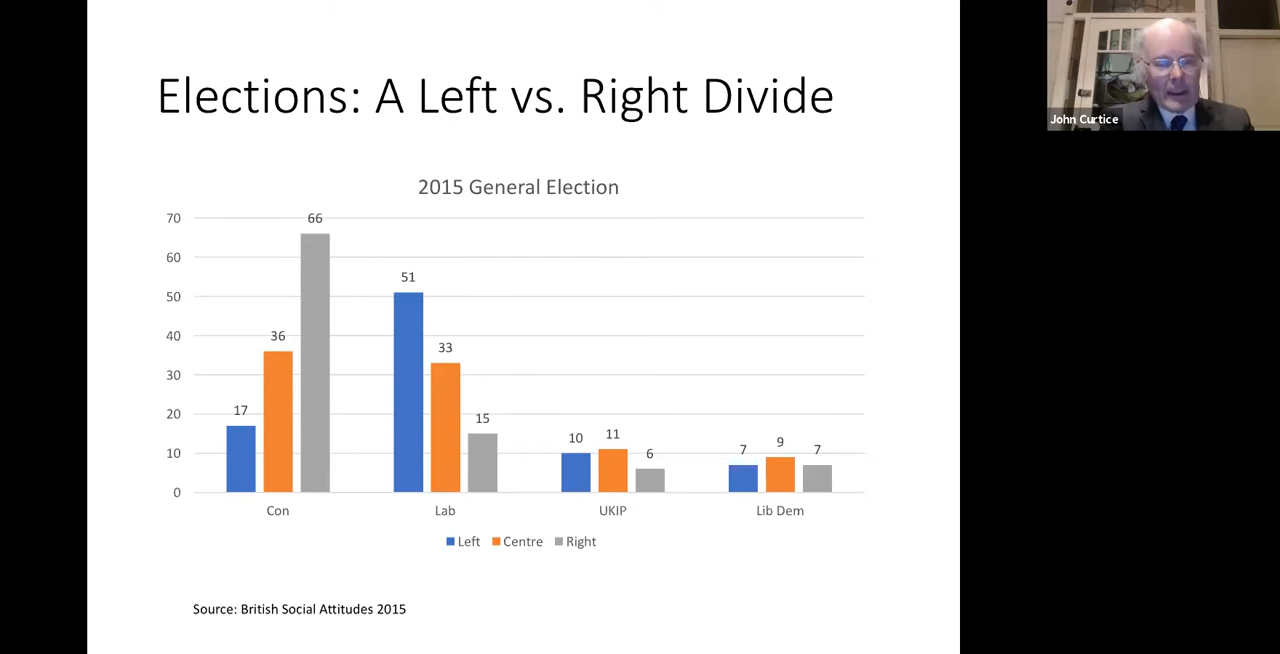 Elections: A Left vs. Right Divide
John Curtice
2015 General Election
70
60
50
40
30
20
10
0
17
36
66
51
33
15
10
11
6
7
9
7
Con
Lab
UKIP
Lib Dem
Left
Centre
Right
Source: British Social Attitudes 2015